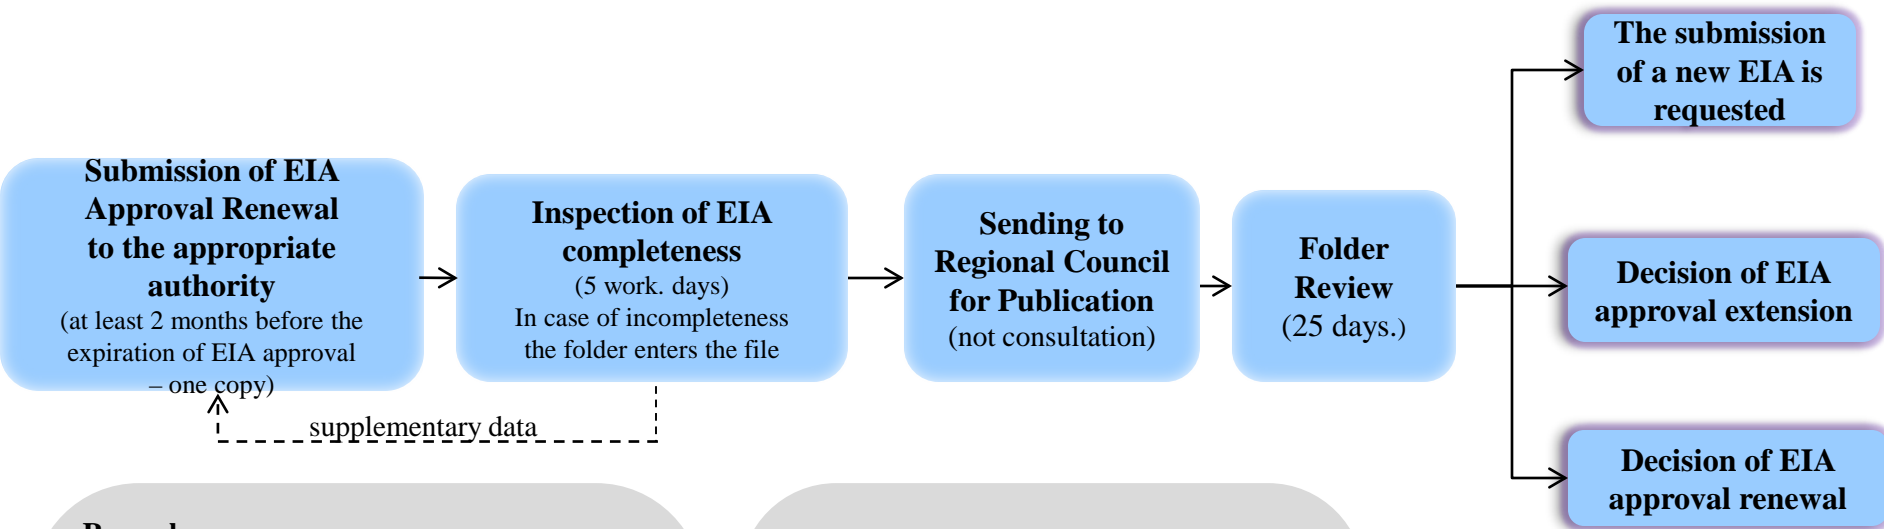 Submission of EIA
Approval Renewal
to the appropriate
authority
(at least 2 months before the
expiration of EIA approval
– one copy)
Inspection of EIA
completeness
(5 work. days)
In case of incompleteness
the folder enters the file
supplementary data
Sending to
Regional Council
for Publication
(not consultation)
Folder
Review
(25 days.)
The submission
of a new EIA is
requested
Decision of EIA
approval extension
Decision of EIA
approval renewal